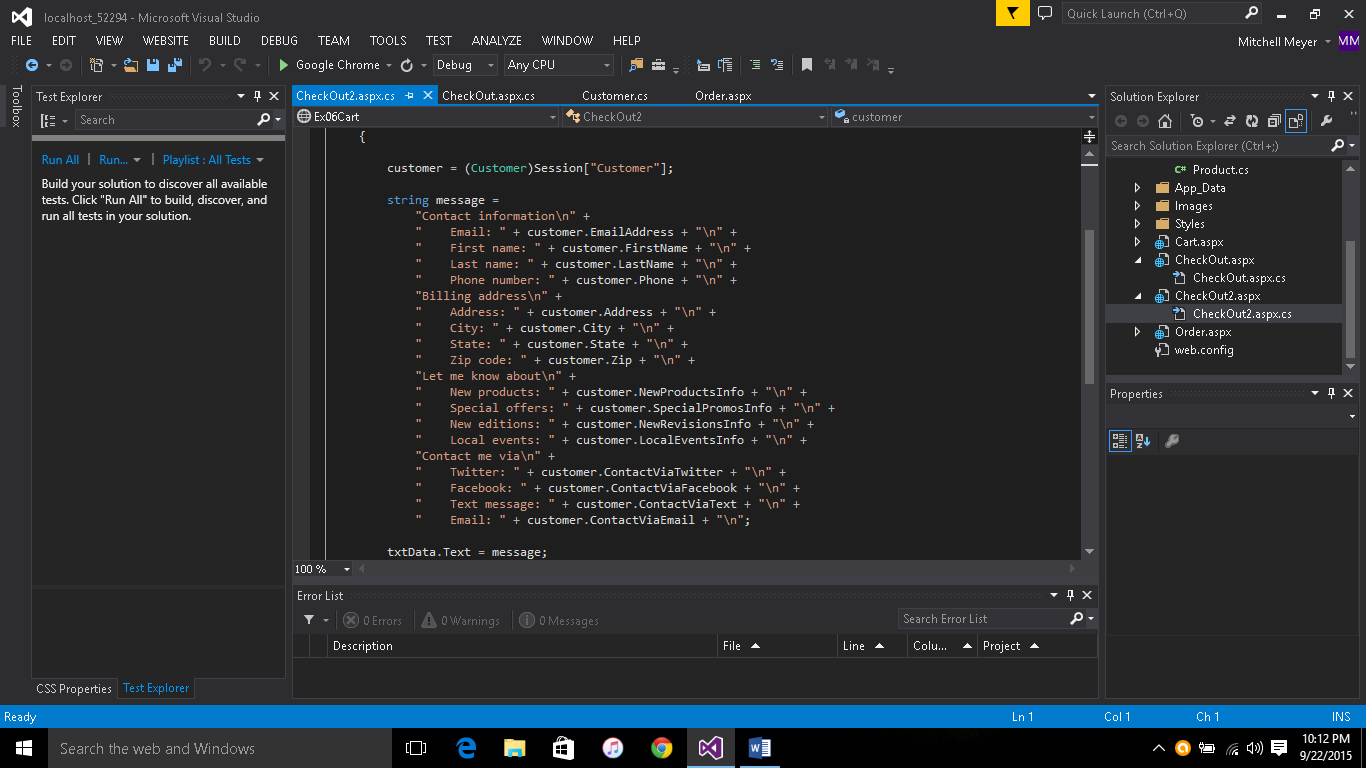 localhost_52294 - Microsoft Visual Studio
Quick Launch (Ctrl+Q)
FILE EDIT VIEW WEBSITE BUILD DEBUG TEAM TOOLS TEST ANALYZE WINDOW HELP
Mitchell Meyer MM
Google Chrome Debug Any CPU
Toolbox
Test Explorer
Search
Run All | Run... | Playlist : All Tests
Build your solution to discover all available
tests. Click "Run All" to build, discover, and
run all tests in your solution.
CSS Properties Test Explorer
CheckOut2.aspx.cs CheckOut.aspx.cs Customer.cs Order.aspx
Ex06Cart CheckOut2 customer
{
customer = (Customer)Session["Customer"];
string message =
"Contact information\n" +
"    Email: " + customer.EmailAddress + "\n" +
"    First name: " + customer.FirstName + "\n" +
"    Last name: " + customer.LastName + "\n" +
"    Phone number: " + customer.Phone + "\n" +
"Billing address\n" +
"    Address: " + customer.Address + "\n" +
"    City: " + customer.City + "\n" +
"    State: " + customer.State + "\n" +
"    Zip code: " + customer.Zip + "\n" +
"Let me know about\n" +
"    New products: " + customer.NewProductsInfo + "\n" +
"    Special offers: " + customer.SpecialPromosInfo + "\n" +
"    New editions: " + customer.NewRevisionsInfo + "\n" +
"    Local events: " + customer.LocalEventsInfo + "\n" +
"Contact me via\n" +
"    Twitter: " + customer.ContactViaTwitter + "\n" +
"    Facebook: " + customer.ContactViaFacebook + "\n" +
"    Text message: " + customer.ContactViaText + "\n" +
"    Email: " + customer.ContactViaEmail + "\n";
txtData.Text = message;
100 %
Error List
0 Errors 0 Warnings 0 Messages Search Error List
Description File Line Colu... Project
Solution Explorer
Search Solution Explorer (Ctrl+;)
C# Product.cs
App_Data
Images
Styles
Cart.aspx
CheckOut.aspx
CheckOut.aspx.cs
CheckOut2.aspx
CheckOut2.aspx.cs
Order.aspx
web.config
Properties
Ready Ln 1 Col 1 Ch 1 INS
Search the web and Windows
10:12 PM
9/22/2015